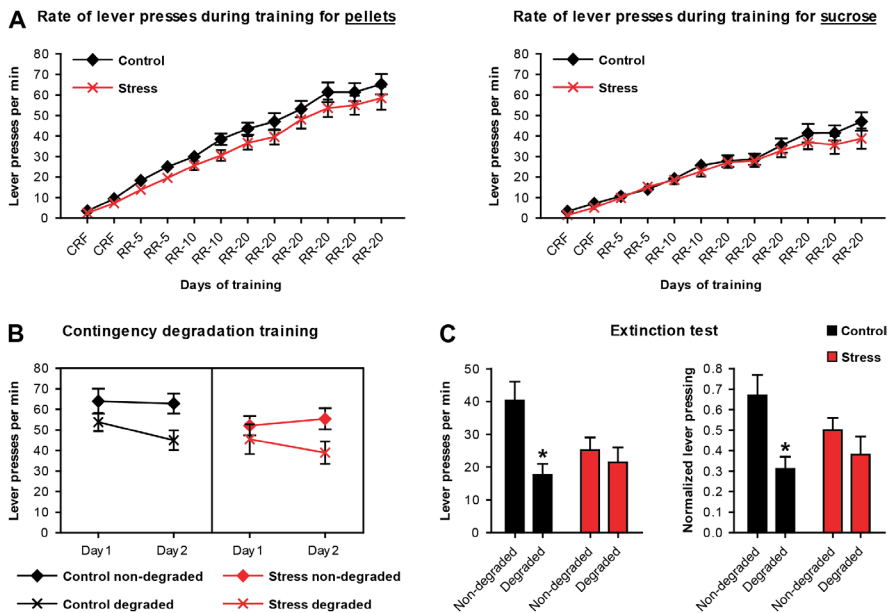 A
Rate of lever presses during training for pellets
Control
Stress
Lever presses per min
80
70
60
50
40
30
20
10
0
CRF
CRF
RR-5
RR-5
RR-10
RR-10
RR-20
RR-20
RR-20
RR-20
RR-20
RR-20
Days of training
Rate of lever presses during training for sucrose
Control
Stress
Lever presses per min
80
70
60
50
40
30
20
10
0
CRF
CRF
RR-5
RR-5
RR-10
RR-10
RR-20
RR-20
RR-20
RR-20
RR-20
RR-20
Days of training
B
Contingency degradation training
Lever presses per min
80
70
60
50
40
30
20
10
0
Day1
Day2
Day1
Day2
Control non-degraded
Stress non-degraded
Control degraded
Stress degraded
C
Extinction test
Control
Stress
Lever presses per min
50
40
30
20
10
0
*
Non-degraded
Degraded
Non-degraded
Degraded
Normalized lever pressing
0.8
0.7
0.6
0.5
0.4
0.3
0.2
0.1
0.0
*
Non-degraded
Degraded
Non-degraded
Degraded